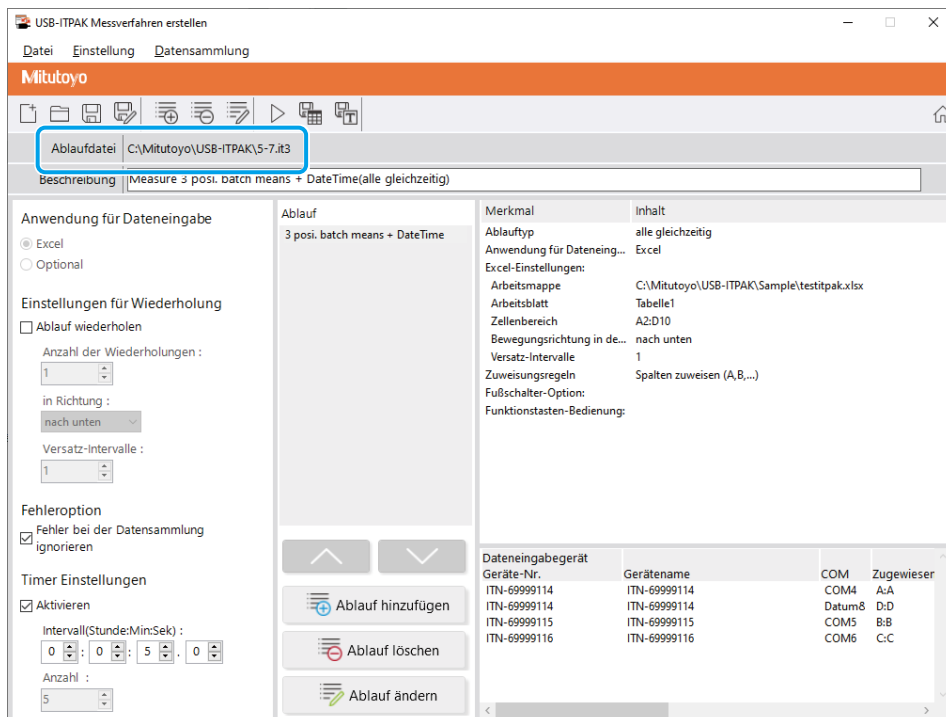 USB-ITPAK Messverfahren erstellen
Datei Einstellung Datensammlung
Mitutoyo
Ablaufdatei C:\Mitutoyo\USB-ITPAK\5-7.it3
Beschreibung Measure 3 posi. batch means + DateTime(alle gleichzeitig)
Anwendung für Dateneingabe
Excel
Optional
Einstellungen für Wiederholung
Ablauf wiederholen
Anzahl der Wiederholungen :
1
in Richtung :
nach unten
Versatz-Intervalle :
1
Fehleroption
Fehler bei der Datensammlung
ignorieren
Timer Einstellungen
Aktivieren
Intervall(Stunde:Min:Sek) :
0 : 0 : 5 . 0
Anzahl :
5
Ablauf
3 posi. batch means + DateTime
Ablauf hinzufügen
Ablauf löschen
Ablauf ändern
Merkmal Inhalt
Ablauftyp alle gleichzeitig
Anwendung für Dateneing... Excel
Excel-Einstellungen:
Arbeitsmappe C:\Mitutoyo\USB-ITPAK\Sample\testitpak.xlsx
Arbeitsblatt Tabelle1
Zellenbereich A2:D10
Bewegungsrichtung in de... nach unten
Versatz-Intervalle 1
Zuweisungsregeln Spalten zuweisen (A,B,...)
Fußschalter-Option:
Funktionstasten-Bedienung:
Dateneingabegerät
Geräte-Nr. Gerätename COM Zugewieser
ITN-69999114 ITN-69999114 COM4 A:A
ITN-69999114 ITN-69999114 Datum8 D:D
ITN-69999115 ITN-69999115 COM5 B:B
ITN-69999116 ITN-69999116 COM6 C:C